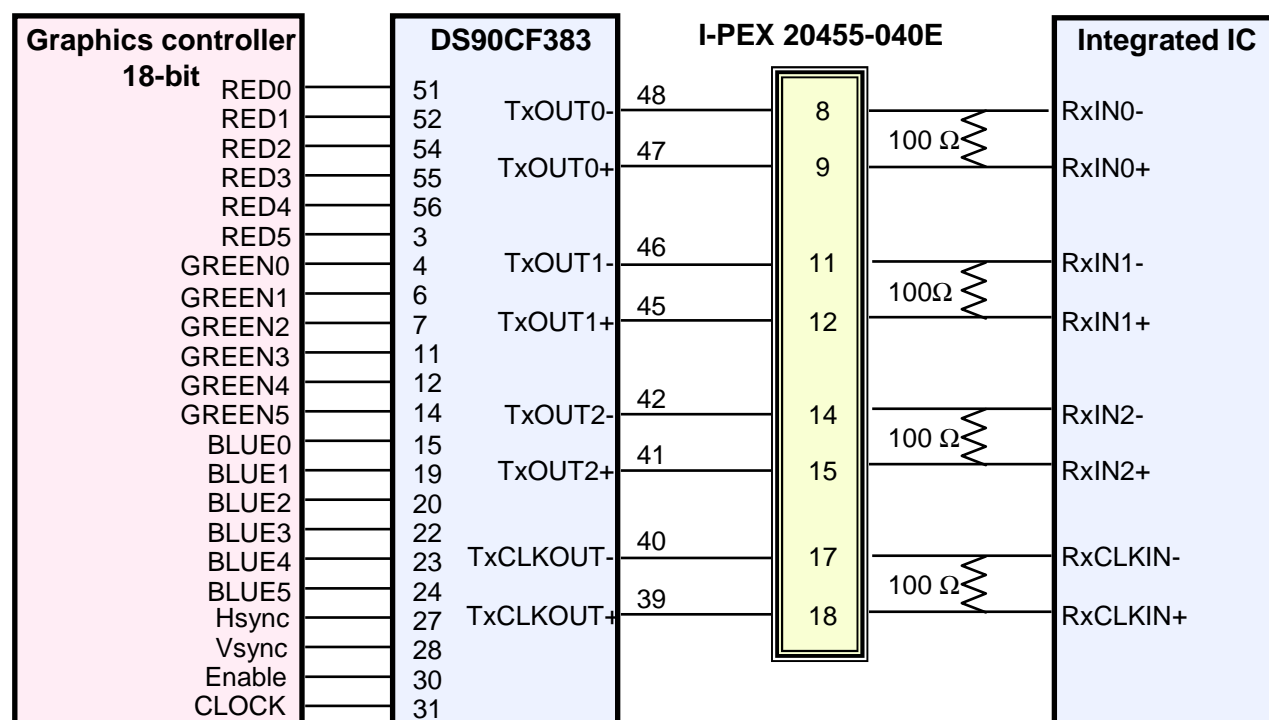 Graphics controller
18-bit
DS90CF383
I-PEX 20455-040E
Integrated IC
RED0
RED1
RED2
RED3
RED4
RED5
GREEN0
GREEN1
GREEN2
GREEN3
GREEN4
GREEN5
BLUE0
BLUE1
BLUE2
BLUE3
BLUE4
BLUE5
Hsync
Vsync
Enable
CLOCK
51
52
54
55
56
3
4
6
7
11
12
14
15
19
20
22
23
24
27
28
30
31
TxOUT0- 48 8 RxIN0-
100 Ω
TxOUT0+ 47 9 RxIN0+
TxOUT1- 46 11 RxIN1-
100Ω
TxOUT1+ 45 12 RxIN1+
TxOUT2- 42 14 RxIN2-
100 Ω
TxOUT2+ 41 15 RxIN2+
TxCLKOUT- 40 17 RxCLKIN-
100 Ω
TxCLKOUT+ 39 18 RxCLKIN+